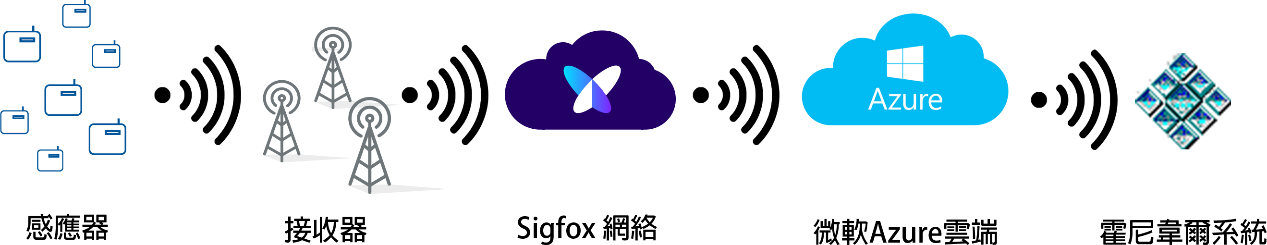 Azure
感應器
接收器
Sigfox 網絡
微軟Azure雲端
霍尼韋爾系統